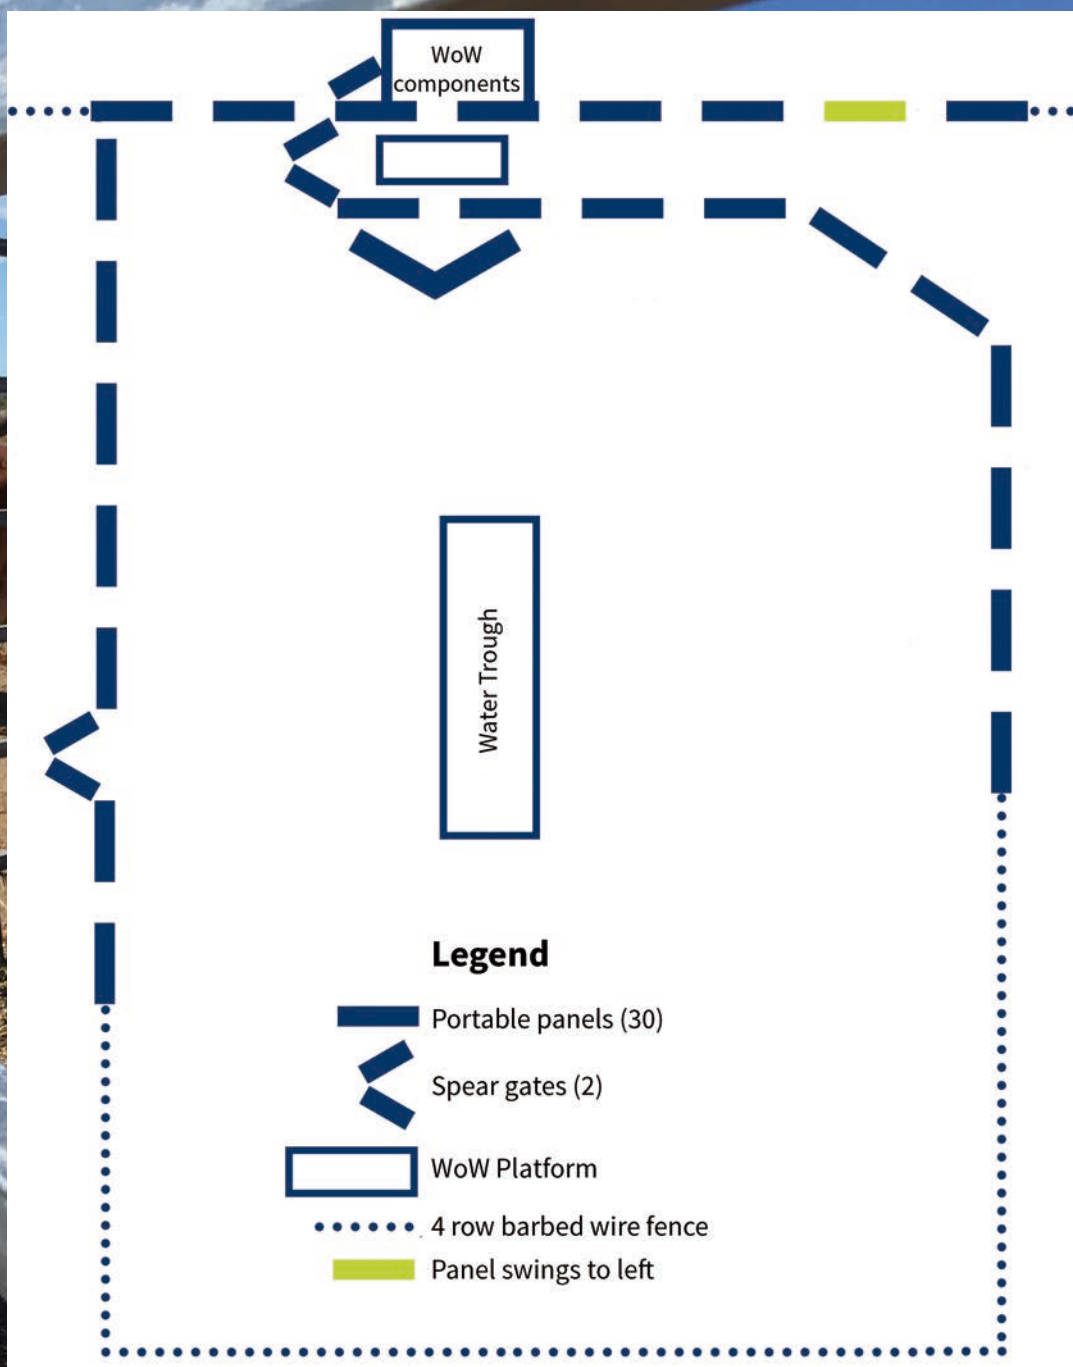 WoW
components
Water Trough
Legend
Portable panels (30)
Spear gates (2)
WoW Platform
4 row barbed wire fence
Panel swings to left